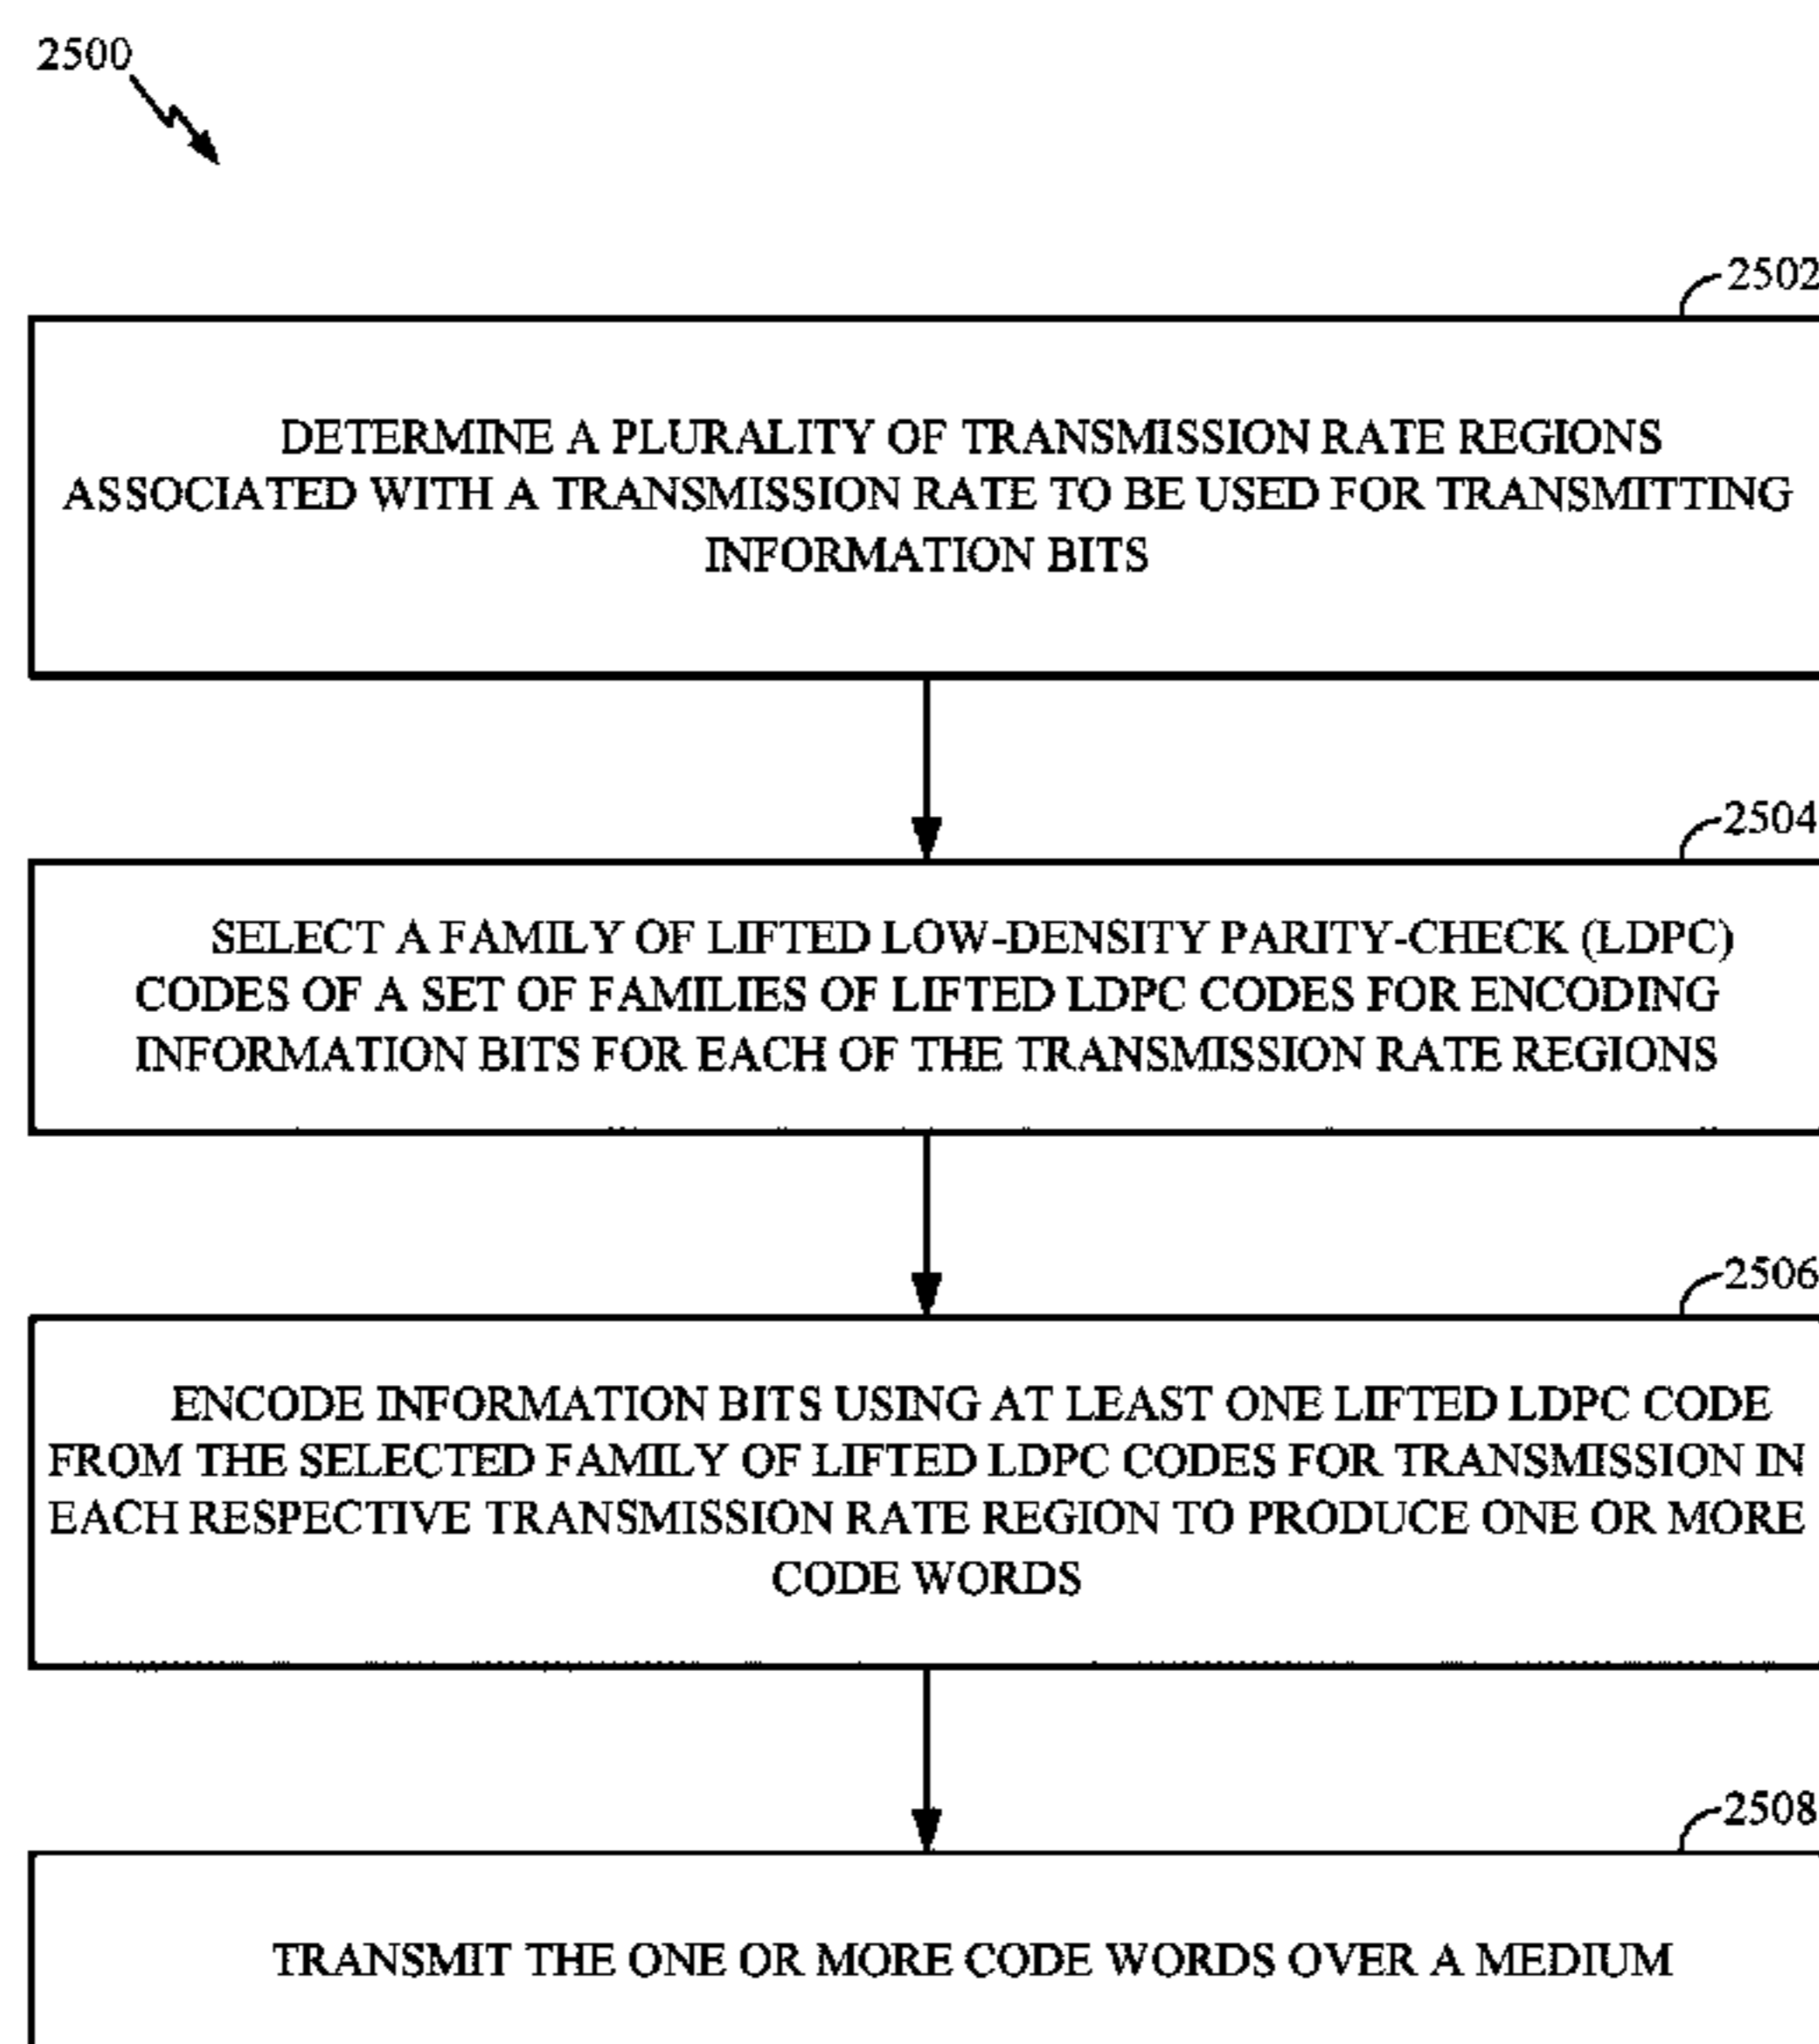 2500
2502
DETERMINE A PLURALITY OF TRANSMISSION RATE REGIONS
ASSOCIATED WITH A TRANSMISSION RATE TO BE USED FOR TRANSMITTING
INFORMATION BITS
2504
SELECT A FAMILY OF LIFTED LOW-DENSITY PARITY-CHECK (LDPC)
CODES OF A SET OF FAMILIES OF LIFTED LDPC CODES FOR ENCODING
INFORMATION BITS FOR EACH OF THE TRANSMISSION RATE REGIONS
2506
ENCODE INFORMATION BITS USING AT LEAST ONE LIFTED LDPC CODE
FROM THE SELECTED FAMILY OF LIFTED LDPC CODES FOR TRANSMISSION IN
EACH RESPECTIVE TRANSMISSION RATE REGION TO PRODUCE ONE OR MORE
CODE WORDS
2508
TRANSMIT THE ONE OR MORE CODE WORDS OVER A MEDIUM